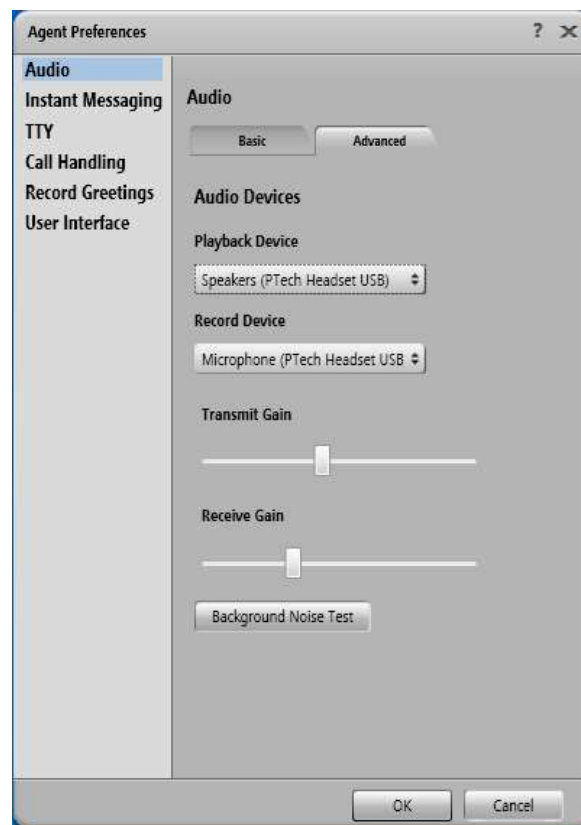 Agent Preferences ? ×
Audio
Instant Messaging
TTY
Call Handling
Record Greetings
User Interface
Audio
Basic Advanced
Audio Devices
Playback Device
Speakers (PTech Headset USB)
Record Device
Microphone (PTech Headset USB
Transmit Gain
Receive Gain
Background Noise Test
OK Cancel